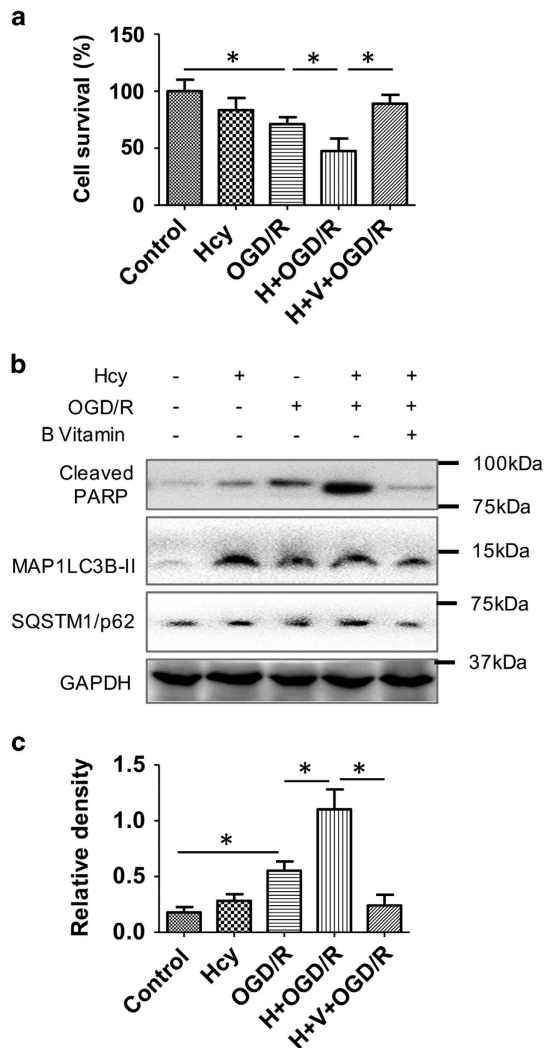 a
Cell survival (%)
150
100
50
0
* * *
Control
Hcy
OGD/R
H+OGD/R
H+V+OGD/R
b
Hcy - + - + +
OGD/R - - + + +
B Vitamin - - - - +
Cleaved
PARP
100kDa
75kDa
MAP1LC3B-II
15kDa
SQSTM1/p62
75kDa
GAPDH
37kDa
c
Relative density
1.5
1.0
0.5
0.0
* * *
Control
Hcy
OGD/R
H+OGD/R
H+V+OGD/R